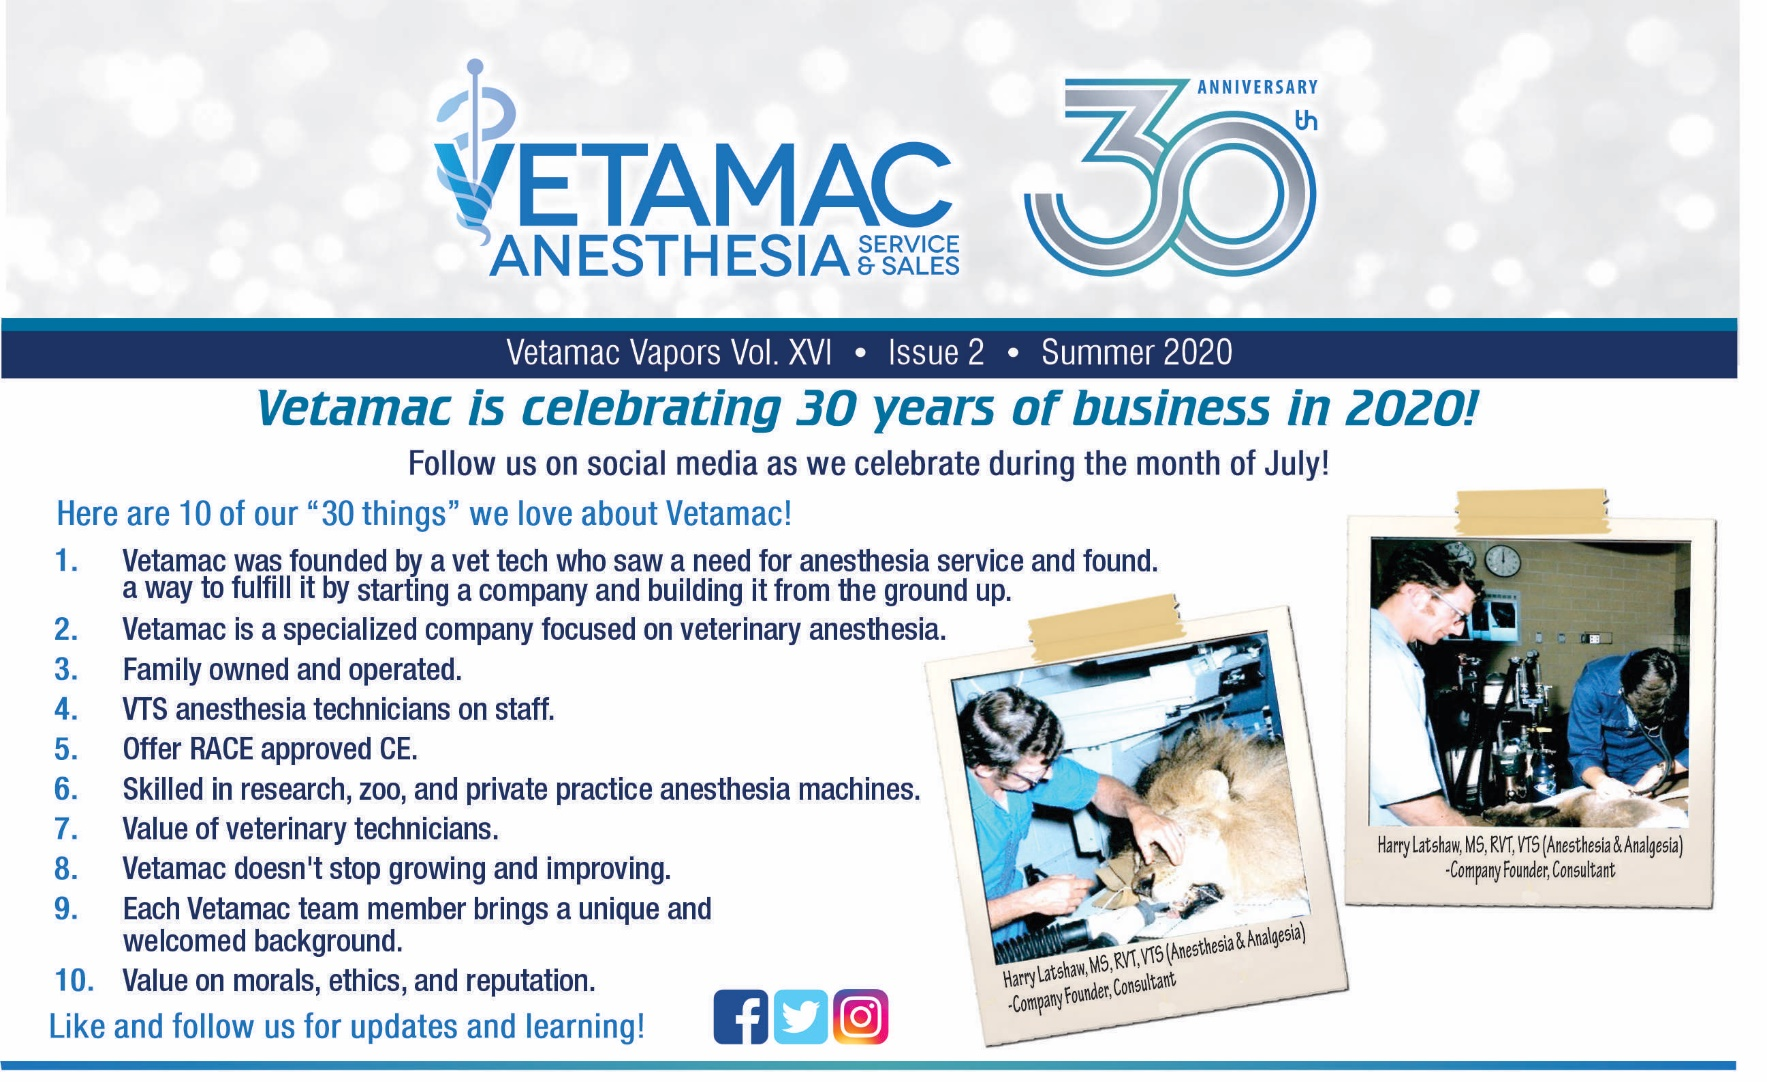 VETAMAC
ANESTHESIA SERVICE
& SALES
ANNIVERSARY
30th
Vetamac Vapors Vol. XVI • Issue 2 • Summer 2020
Vetamac is celebrating 30 years of business in 2020!
Follow us on social media as we celebrate during the month of July!
Here are 10 of our “30 things” we love about Vetamac!
1. Vetamac was founded by a vet tech who saw a need for anesthesia service and found.
a way to fulfill it by starting a company and building it from the ground up.
2. Vetamac is a specialized company focused on veterinary anesthesia.
3. Family owned and operated.
4. VTS anesthesia technicians on staff.
5. Offer RACE approved CE.
6. Skilled in research, zoo, and private practice anesthesia machines.
7. Value of veterinary technicians.
8. Vetamac doesn't stop growing and improving.
9. Each Vetamac team member brings a unique and
welcomed background.
10. Value on morals, ethics, and reputation.
Like and follow us for updates and learning!
Harry Latshaw, MS, RVT, VTS (Anesthesia & Analgesia)
-Company Founder, Consultant
Harry Latshaw, MS, RVT, VTS (Anesthesia & Analgesia)
-Company Founder, Consultant